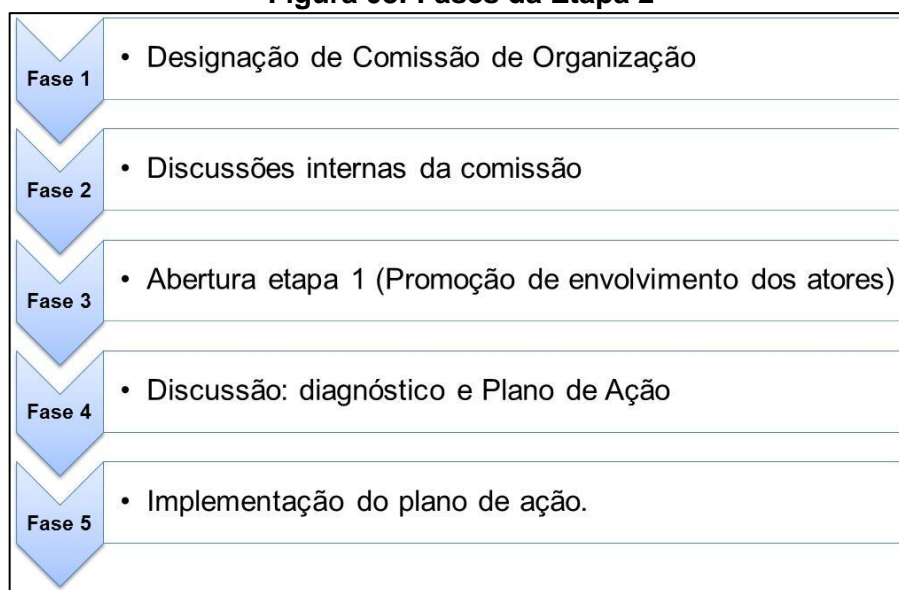 Figura Fases da Etapa 2
Fase 1
• Designação de Comissão de Organização
Fase 2
• Discussões internas da comissão
Fase 3
• Abertura etapa 1 (Promoção de envolvimento dos atores)
Fase 4
• Discussão: diagnóstico e Plano de Ação
Fase 5
• Implementação do plano de ação.